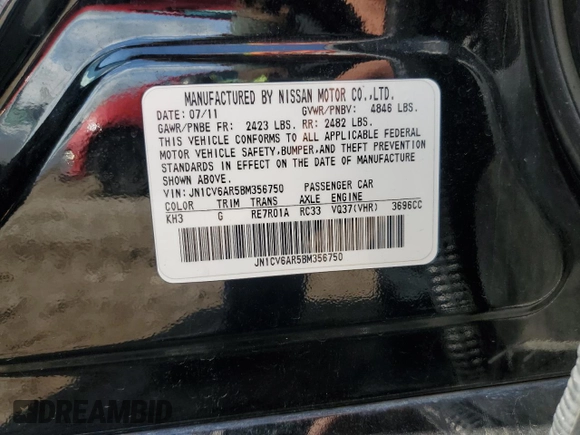 MANUFACTURED BY NISSAN MOTOR CO.,LTD.
DATE: 07/11 GVWR/PNBV: 4846 LBS.
GAWR/PNBE FR: 2423 LBS. RR: 2482 LBS.
THIS VEHICLE CONFORMS TO ALL APPLICABLE FEDERAL
MOTOR VEHICLE SAFETY,BUMPER,AND THEFT PREVENTION
STANDARDS IN EFFECT ON THE DATE OF MANUFACTURE
SHOWN ABOVE.
VIN: JN1CV6AR5BM356750 PASSENGER CAR
COLOR TRIM TRANS AXLE ENGINE
KH3 G RE7R01A RC33 VQ37(VHR) 3696CC
JN1CV6AR5BM356750
DREAMBID